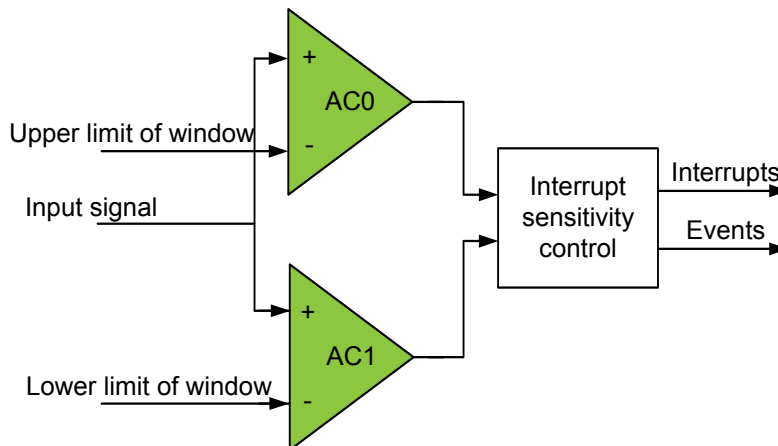 +
AC0
Upper limit of window
-
Input signal
Interrupt
sensitivity
control
Interrupts
Events
+
AC1
Lower limit of window
-